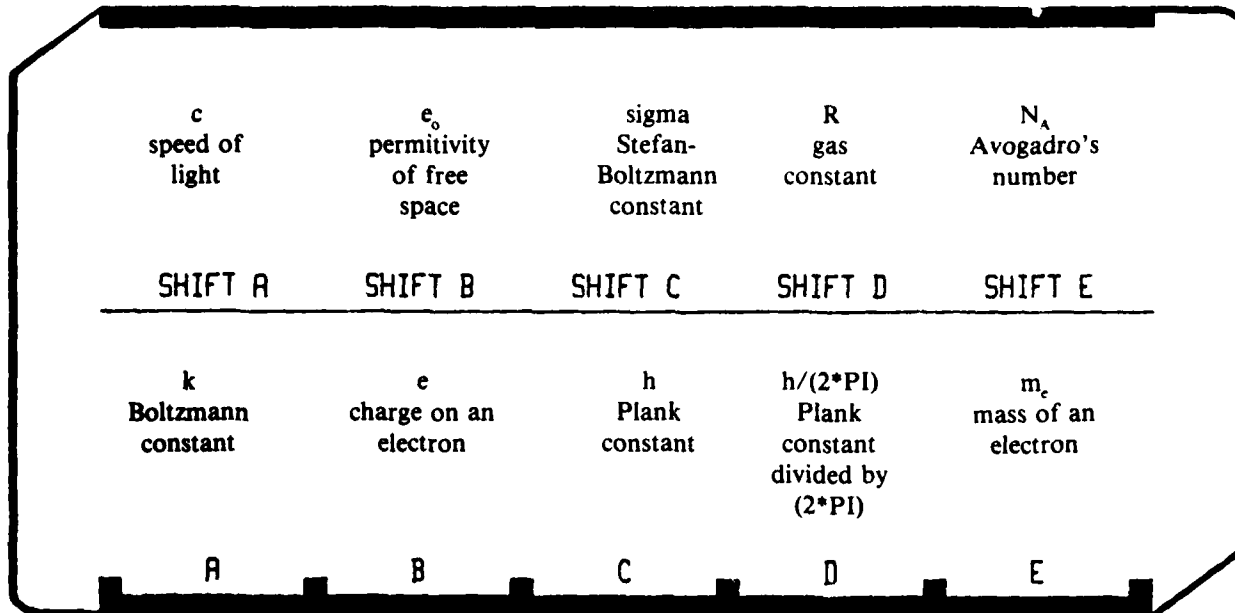 c e₀ sigma R N_A
speed of permitivity Stefan- gas Avogadro's
light of free Boltzmann constant number
space constant
SHIFT A SHIFT B SHIFT C SHIFT D SHIFT E
k e h h/(2*PI) mₑ
Boltzmann charge on an Plank Plank mass of an
constant electron constant constant electron
divided by
(2*PI)
A B C D E